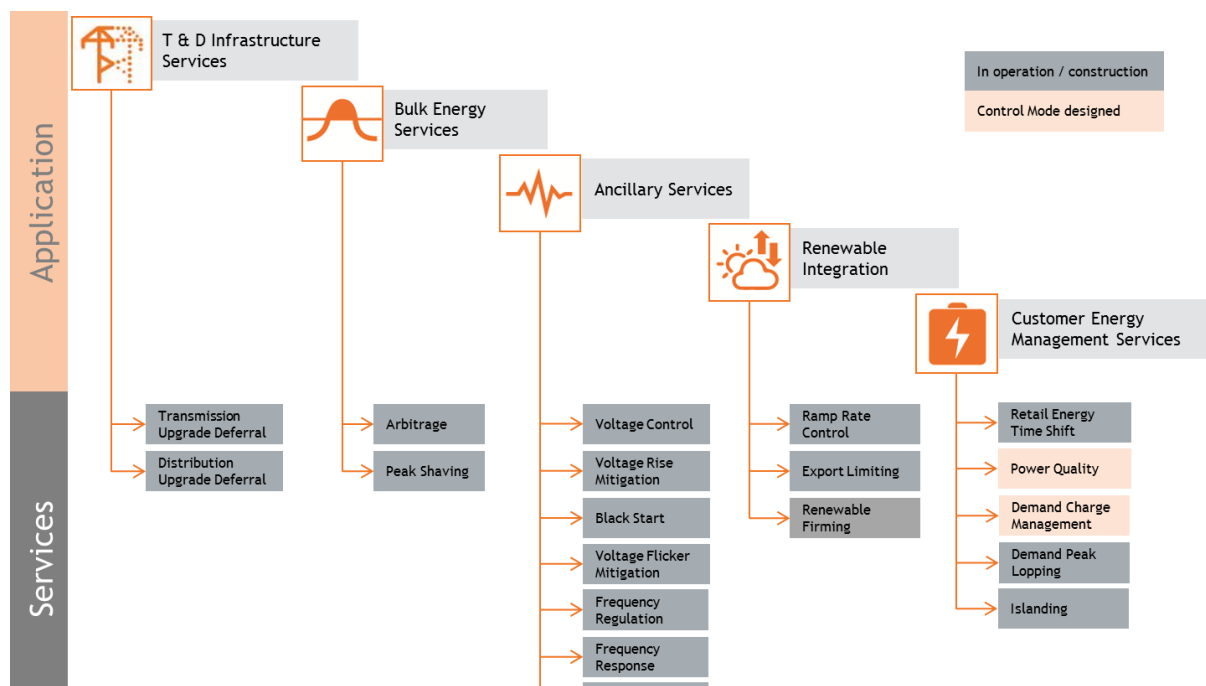 T & D Infrastructure
Services
Bulk Energy
Services
Ancillary Services
Renewable
Integration
Customer Energy
Management Services
In operation / construction
Control Mode designed
Application
Services
Transmission
Upgrade Deferral
Distribution
Upgrade Deferral
Arbitrage
Peak Shaving
Voltage Control
Voltage Rise
Mitigation
Black Start
Voltage Flicker
Mitigation
Frequency
Regulation
Frequency
Response
Ramp Rate
Control
Export Limiting
Renewable
Firming
Retail Energy
Time Shift
Power Quality
Demand Charge
Management
Demand Peak
Lopping
Islanding